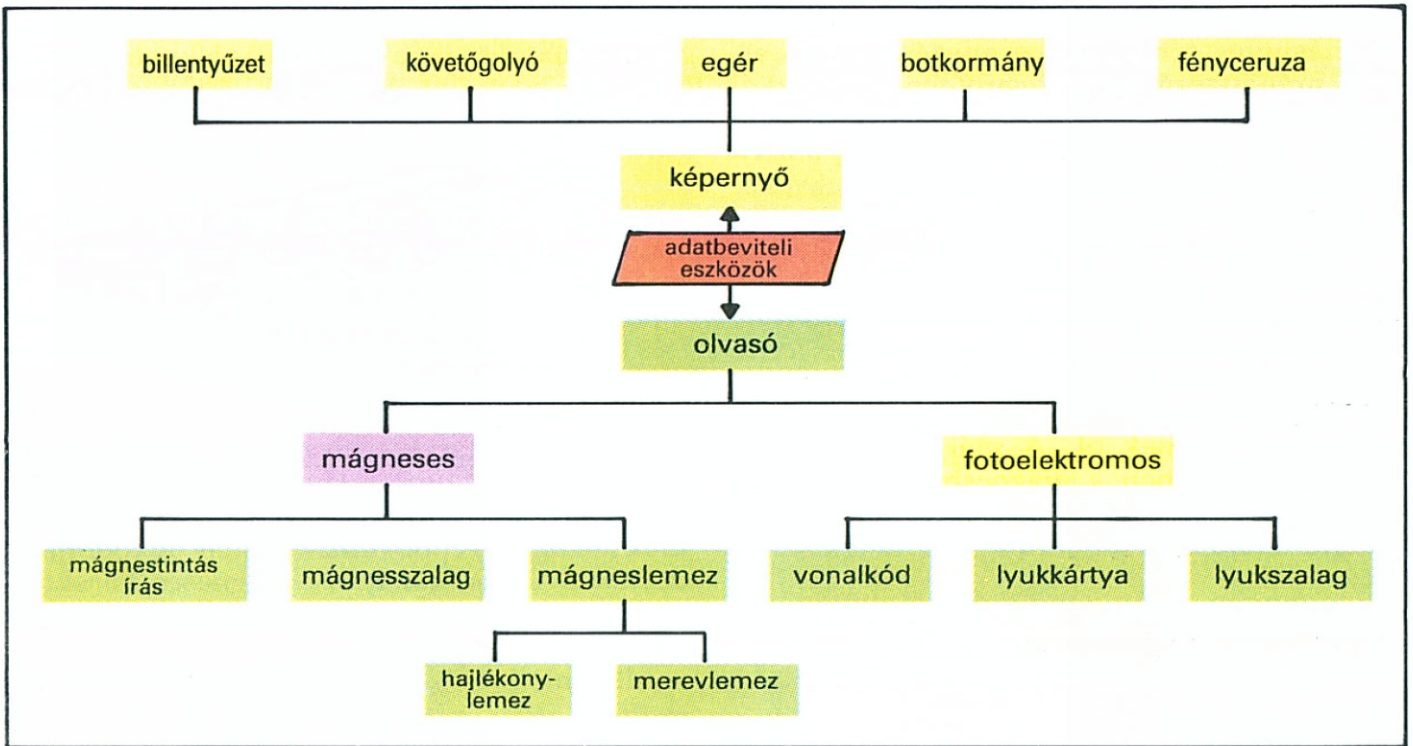 billentyűzet
követőgolyó
egér
botkormány
fényceruza
képernyő
adatbeviteli
eszközök
olvasó
mágneses
fotoelektromos
mágnestintás
írás
mágnesszalag
mágneslemez
vonalkód
lyukkártya
lyukszalag
hajlékony-
lemez
merevlemez